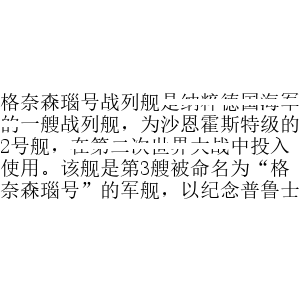 格奈森瑙号战列舰是纳粹德国海军
的一艘战列舰，为沙恩霍斯特级的
2号舰，在第二次世界大战中投入
使用。该舰是第3艘被命名为“格
奈森瑙号”的军舰，以纪念普鲁士